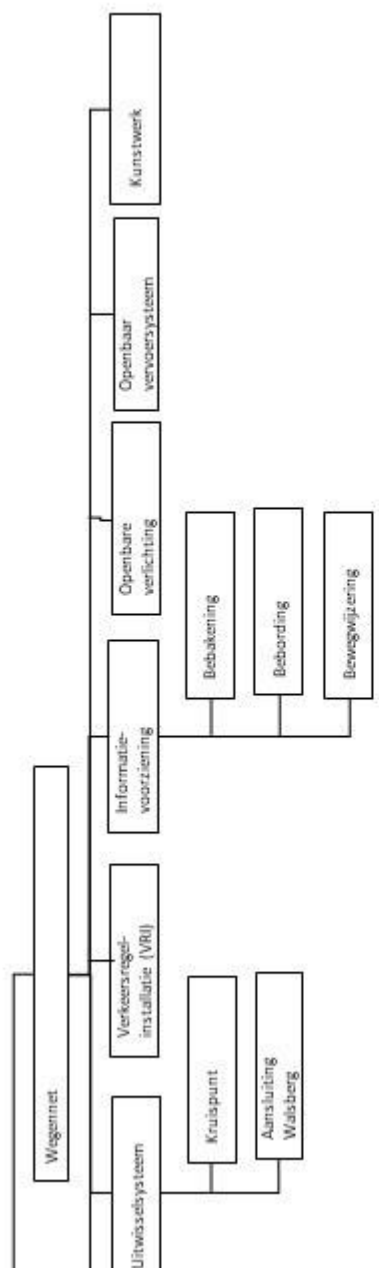 Wegennet
Uitwisselsysteem
Verkeersregel-
installatie (VRI)
Informatie-
voorziening
Openbare
verlichting
Openbaar
vervoersysteem
Kunstwerk
Kruispunt
Aansluiting
Walsberg
Bebakening
Bebording
Bewegwijzering